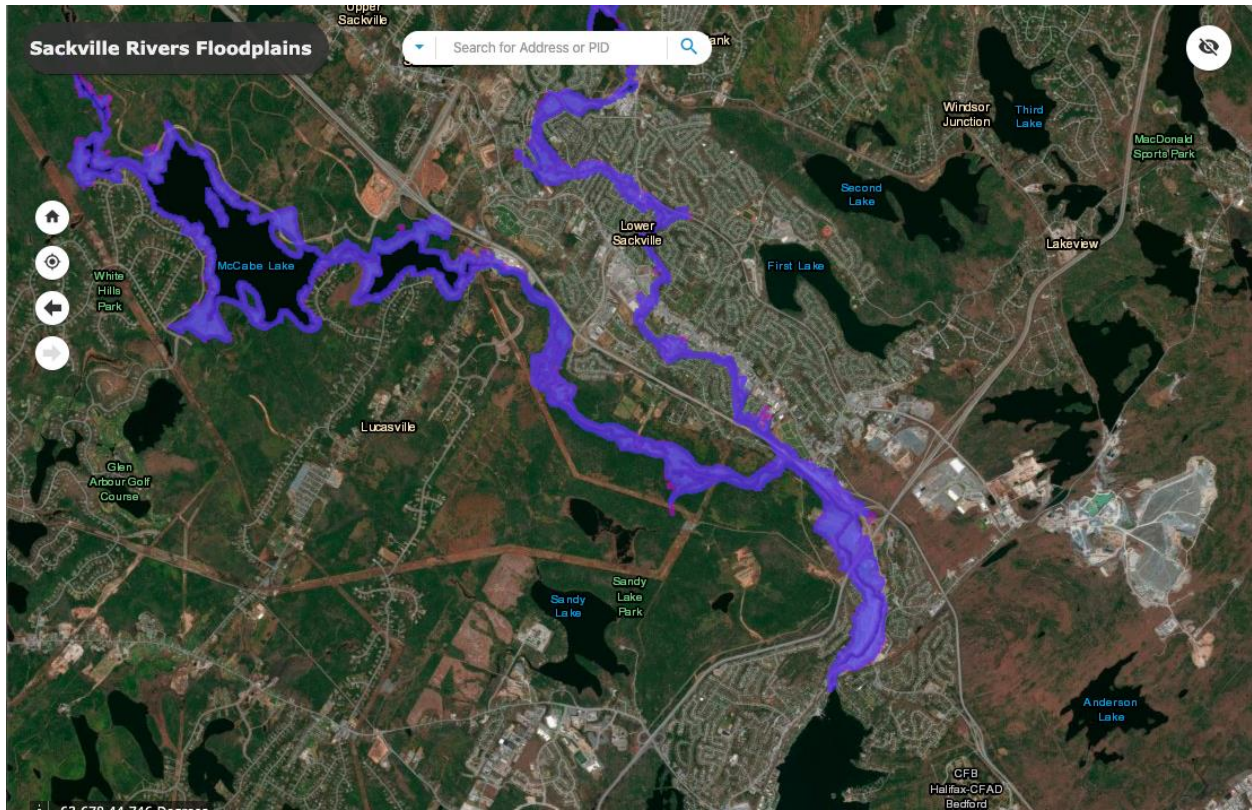 Upper
Sackville
Sackville Rivers Floodplains
Search for Address or PID
Windsor
Junction
Third
Lake
MacDonald
Sports Park
Second
Lake
Lower
Sackville
Lakeview
First Lake
McCabe Lake
White
Hills
Park
Lucasville
Glen
Arbour Golf
Course
Sandy
Lake
Park
Sandy
Lake
Anderson
Lake
CFB
Halifax-CFAD
Bedford